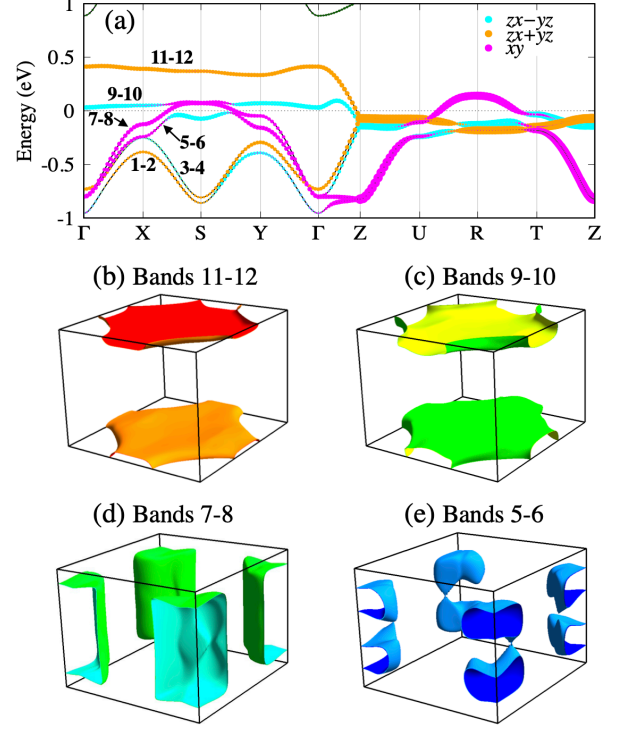 (a)
zx−yz
zx+yz
xy
11-12
9-10
7-8
5-6
1-2
3-4
Energy (eV)
1
0.5
0
-0.5
-1
Γ X S Y Γ Z U R T Z
(b) Bands 11-12
(c) Bands 9-10
(d) Bands 7-8
(e) Bands 5-6